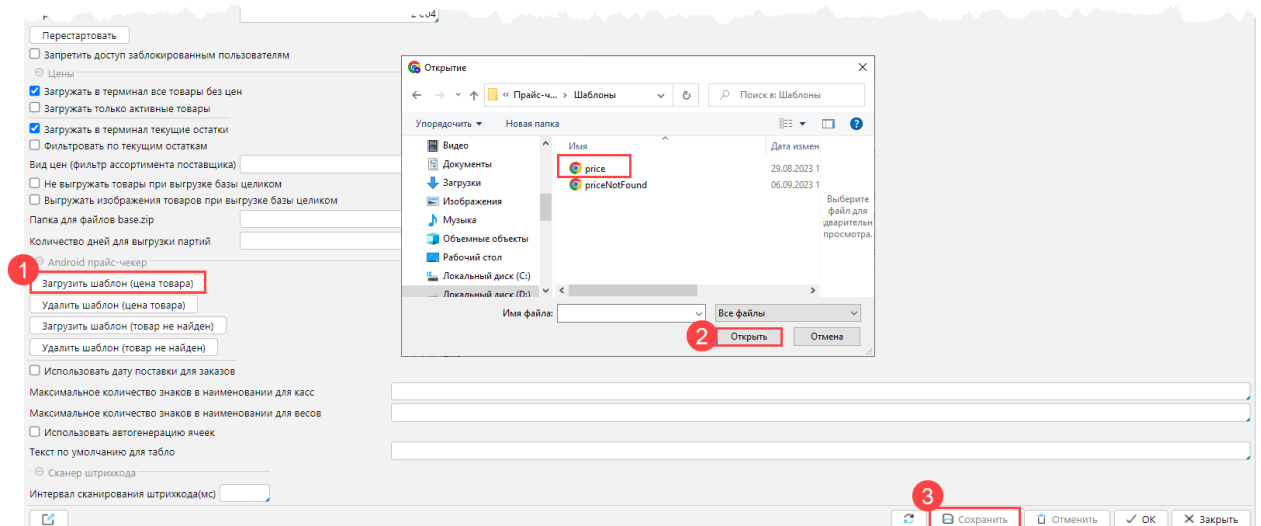 Перестартовать
Запретить доступ заблокированным пользователям
Цены
Загружать в терминал все товары без цен
Загружать только активные товары
Загружать в терминал текущие остатки
Фильтровать по текущим остаткам
Вид цен (фильтр ассортимента поставщика)
Не выгружать товары при выгрузке базы целиком
Выгружать изображения товаров при выгрузке базы целиком
Папка для файлов base.zip
Количество дней для выгрузки партий
Android прайс-чекер
1
Загрузить шаблон (цена товара)
Удалить шаблон (цена товара)
Загрузить шаблон (товар не найден)
Удалить шаблон (товар не найден)
Использовать дату поставки для заказов
Максимальное количество знаков в наименовании для касс
Максимальное количество знаков в наименовании для весов
Использовать автогенерацию ячеек
Текст по умолчанию для табло
Сканер штрихкода
Интервал сканирования штрихкода(мс)
Открытие
« Прайс-ч... › Шаблоны
Поиск в: Шаблоны
Упорядочить Новая папка
Видео
Документы
Загрузки
Изображения
Музыка
Объемные объекты
Рабочий стол
Локальный диск (C:)
Локальный диск (D:)
Имя Дата измен
price 29.08.2023 1
priceNotFound 06.09.2023 1
Выберите
файл для
дварительн
просмотра.
Имя файла: Все файлы
2 Открыть Отмена
3
Сохранить Отменить OK Закрыть